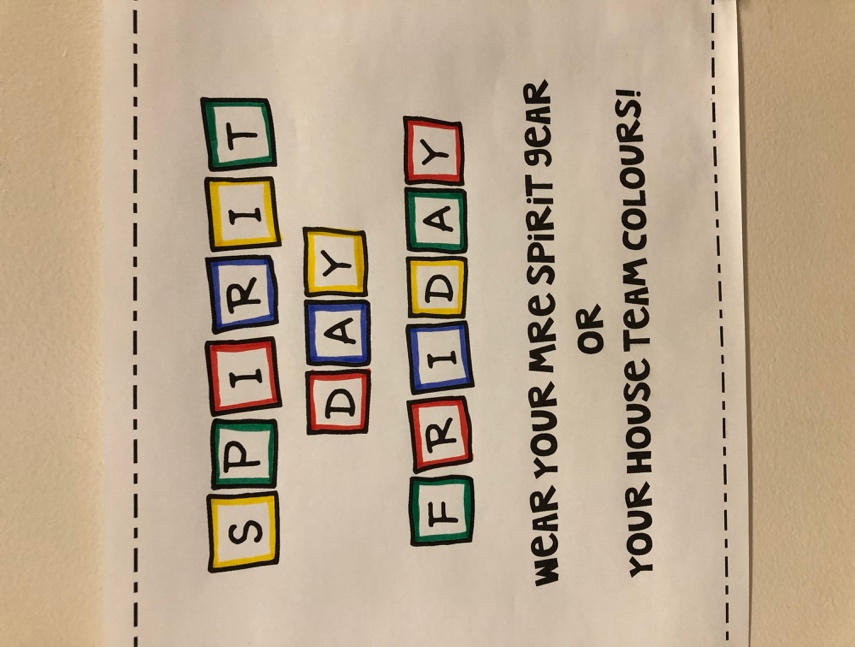 SPIRIT
DAY
FRIDAY
WEAR YOUR MRE SPIRIT GEAR
OR
YOUR HOUSE TEAM COLOURS!